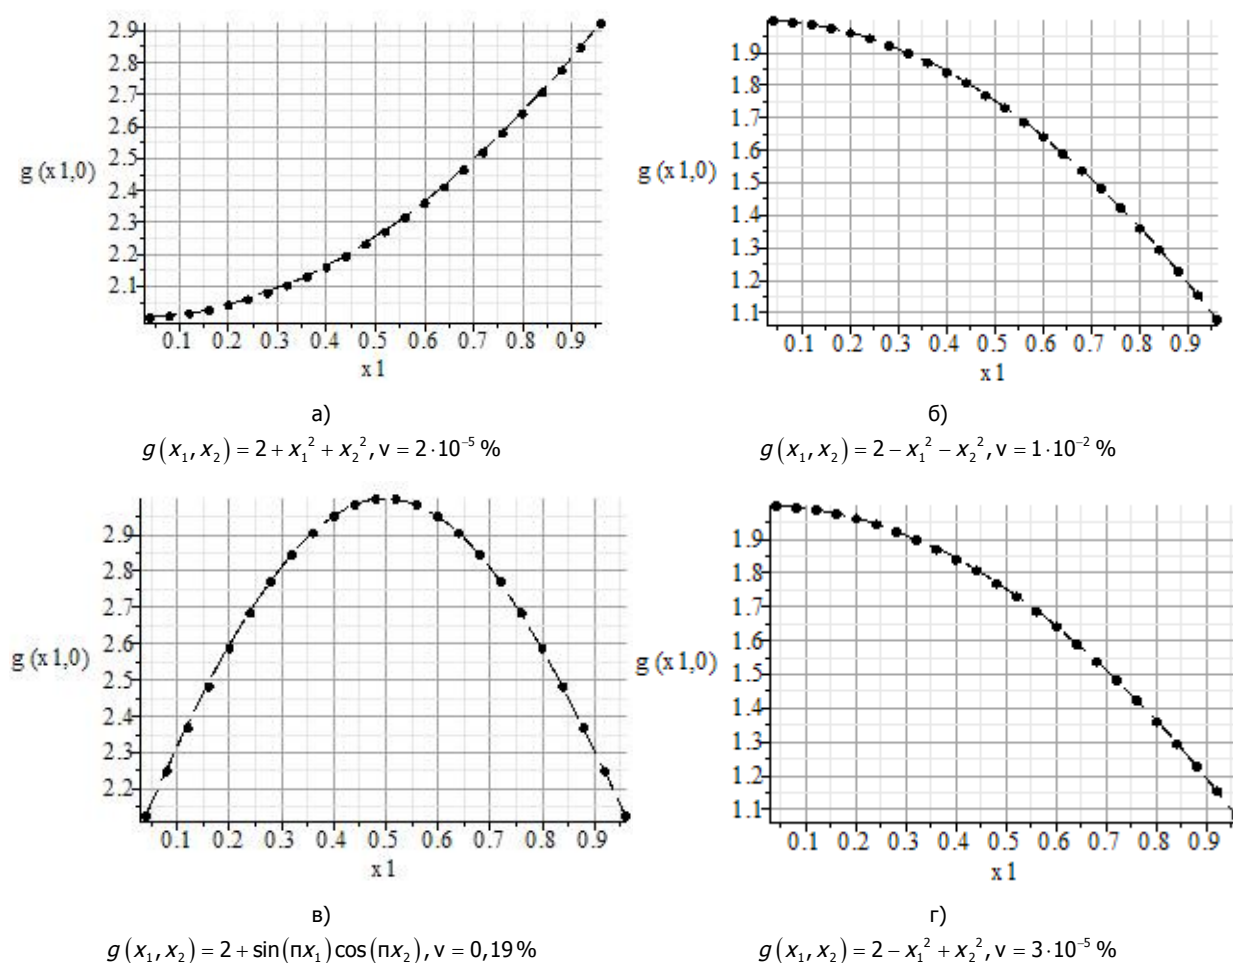 2.9
2.8
2.7
2.6
2.5
2.4
2.3
2.2
2.1
g (x1,0)
0.1 0.2 0.3 0.4 0.5 0.6 0.7 0.8 0.9
x1
а)
g(x₁, x₂) = 2 + x₁² + x₂², v = 2·10⁻⁵ %
1.9
1.8
1.7
1.6
1.5
1.4
1.3
1.2
1.1
g (x1,0)
0.1 0.2 0.3 0.4 0.5 0.6 0.7 0.8 0.9
x1
б)
g(x₁, x₂) = 2 − x₁² − x₂², v = 1·10⁻² %
2.9
2.8
2.7
2.6
2.5
2.4
2.3
2.2
g (x1,0)
0.1 0.2 0.3 0.4 0.5 0.6 0.7 0.8 0.9
x1
в)
g(x₁, x₂) = 2 + sin(пx₁)cos(пx₂), v = 0,19 %
1.9
1.8
1.7
1.6
1.5
1.4
1.3
1.2
1.1
g (x1,0)
0.1 0.2 0.3 0.4 0.5 0.6 0.7 0.8 0.9
x1
г)
g(x₁, x₂) = 2 − x₁² + x₂², v = 3·10⁻⁵ %